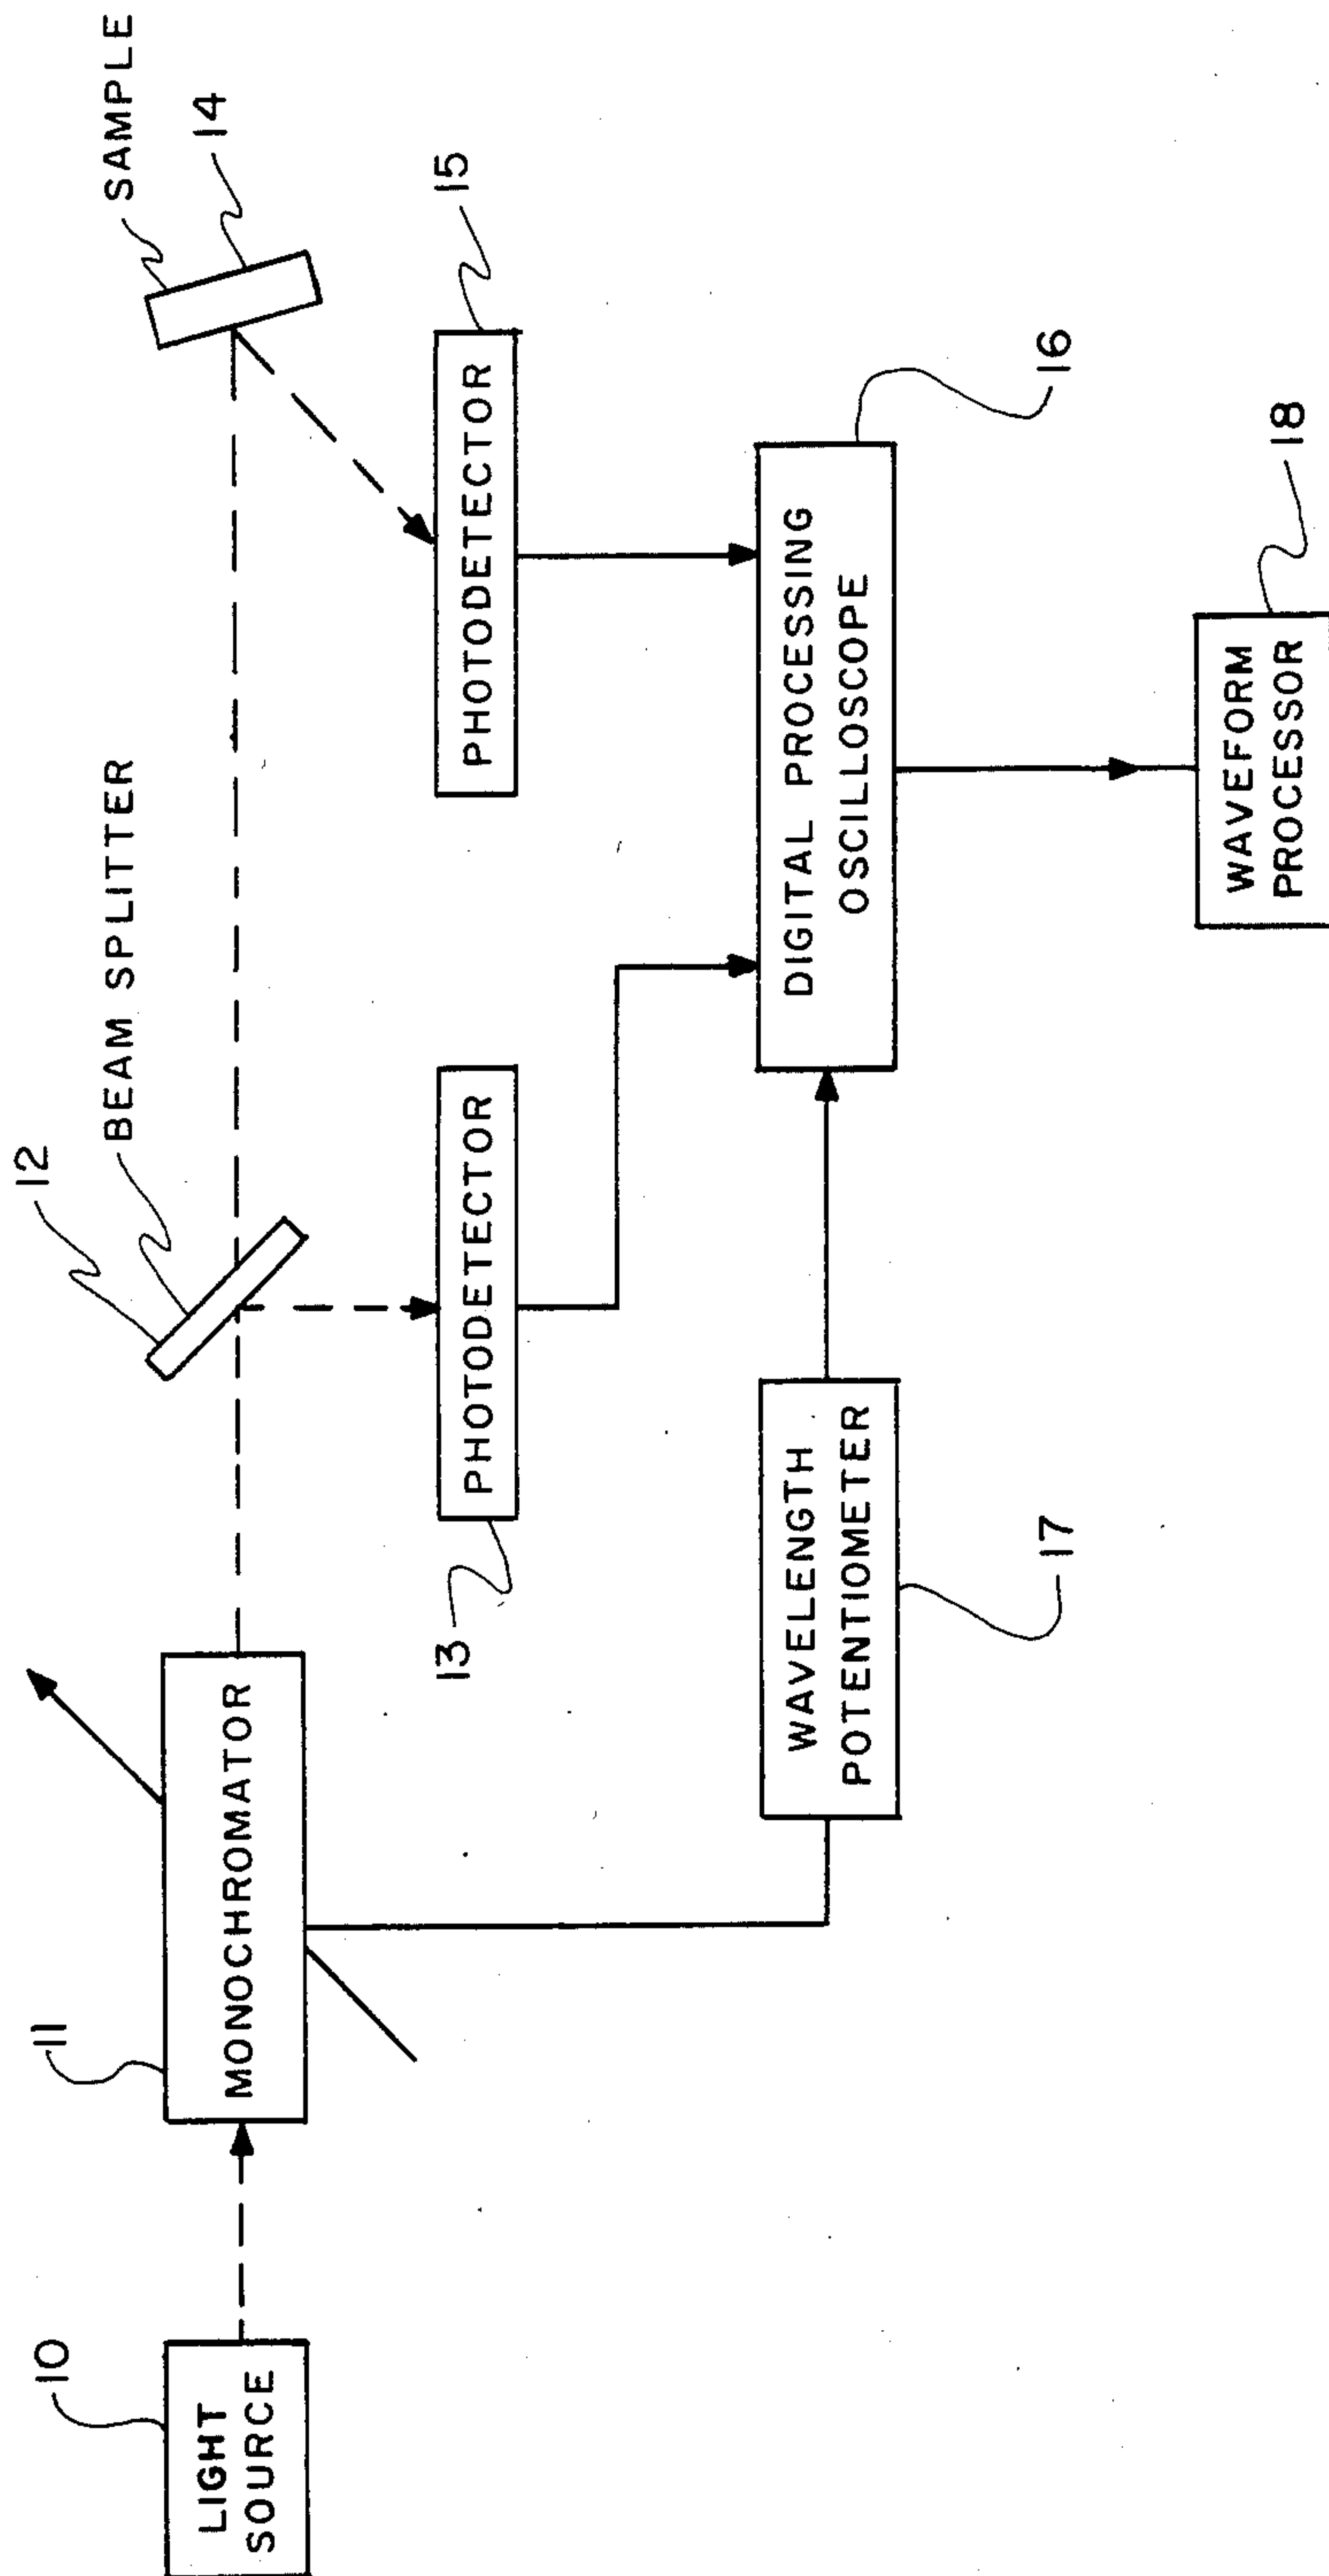 10
LIGHT
SOURCE
11
MONOCHROMATOR
12
BEAM SPLITTER
SAMPLE
14
13
PHOTODETECTOR
15
PHOTODETECTOR
17
WAVELENGTH
POTENTIOMETER
16
DIGITAL PROCESSING
OSCILLOSCOPE
18
WAVEFORM
PROCESSOR